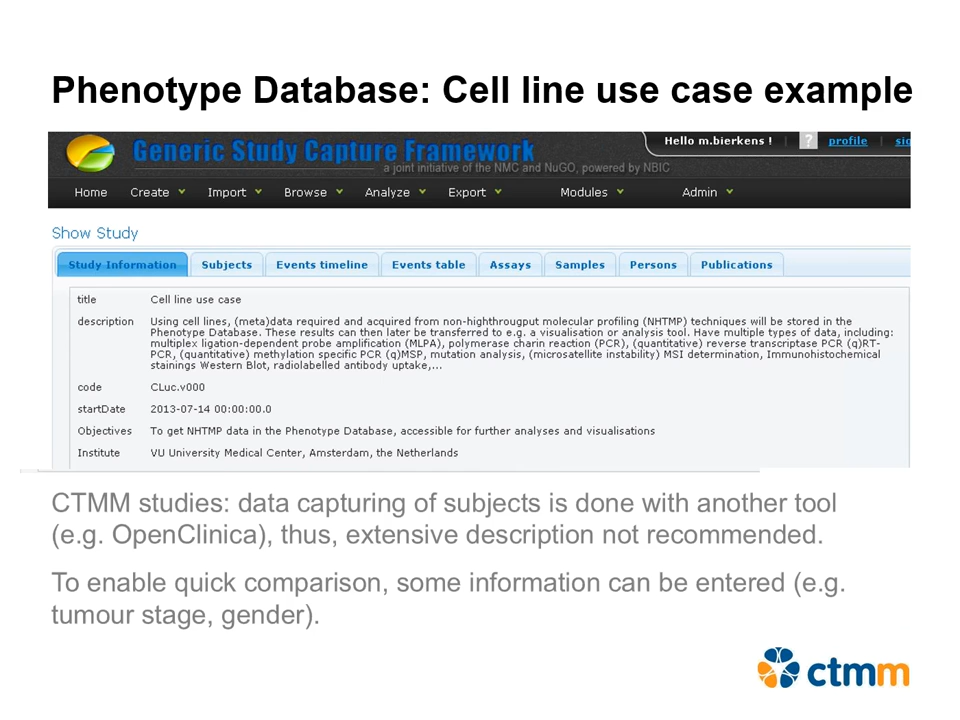 Phenotype Database: Cell line use case example
Generic Study Capture Framework
a joint initiative of the NMC and NuGO, powered by NBIC
Hello m.bierkens ! | ? profile | sig
Home Create Import Browse Analyze Export Modules Admin
Show Study
Study Information Subjects Events timeline Events table Assays Samples Persons Publications
title Cell line use case
description Using cell lines, (meta)data required and acquired from non-highthrougput molecular profiling (NHTMP) techniques will be stored in the
Phenotype Database. These results can then later be transferred to e.g. a visualisation or analysis tool. Have multiple types of data, including:
multiplex ligation-dependent probe amplification (MLPA), polymerase charin reaction (PCR), (quantitative) reverse transcriptase PCR (q)RT-
PCR, (quantitative) methylation specific PCR (q)MSP, mutation analysis, (microsatellite instability) MSI determination, Immunohistochemical
stainings Western Blot, radiolabelled antibody uptake,...
code CLuc.v000
startDate 2013-07-14 00:00:00.0
Objectives To get NHTMP data in the Phenotype Database, accessible for further analyses and visualisations
Institute VU University Medical Center, Amsterdam, the Netherlands
CTMM studies: data capturing of subjects is done with another tool
(e.g. OpenClinica), thus, extensive description not recommended.
To enable quick comparison, some information can be entered (e.g.
tumour stage, gender).
ctmm